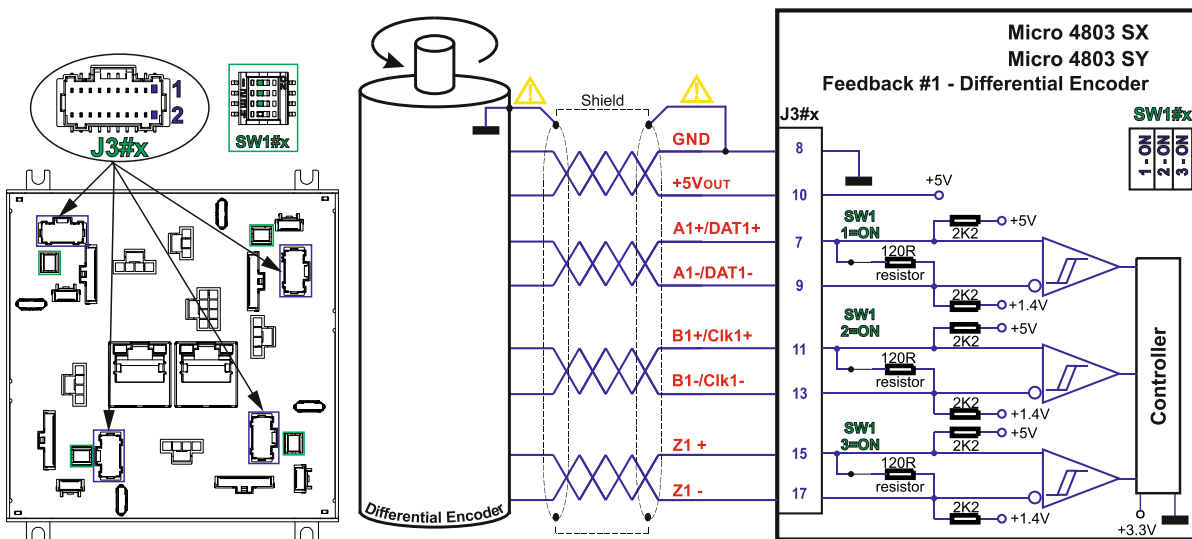 1
2
J3#x
SW1#x
Differential Encoder
Shield
GND
+5VOUT
A1+/DAT1+
A1-/DAT1-
B1+/Clk1+
B1-/Clk1-
Z1 +
Z1 -
Micro 4803 SX
Micro 4803 SY
Feedback #1 - Differential Encoder
J3#x
SW1#x
1 - ON
2 - ON
3 - ON
8
10
+5V
7
SW1
1=ON
2K2
+5V
120R
resistor
9
2K2
+1.4V
11
SW1
2=ON
2K2
+5V
120R
resistor
13
2K2
+1.4V
15
SW1
3=ON
2K2
+5V
120R
resistor
17
2K2
+1.4V
Controller
+3.3V